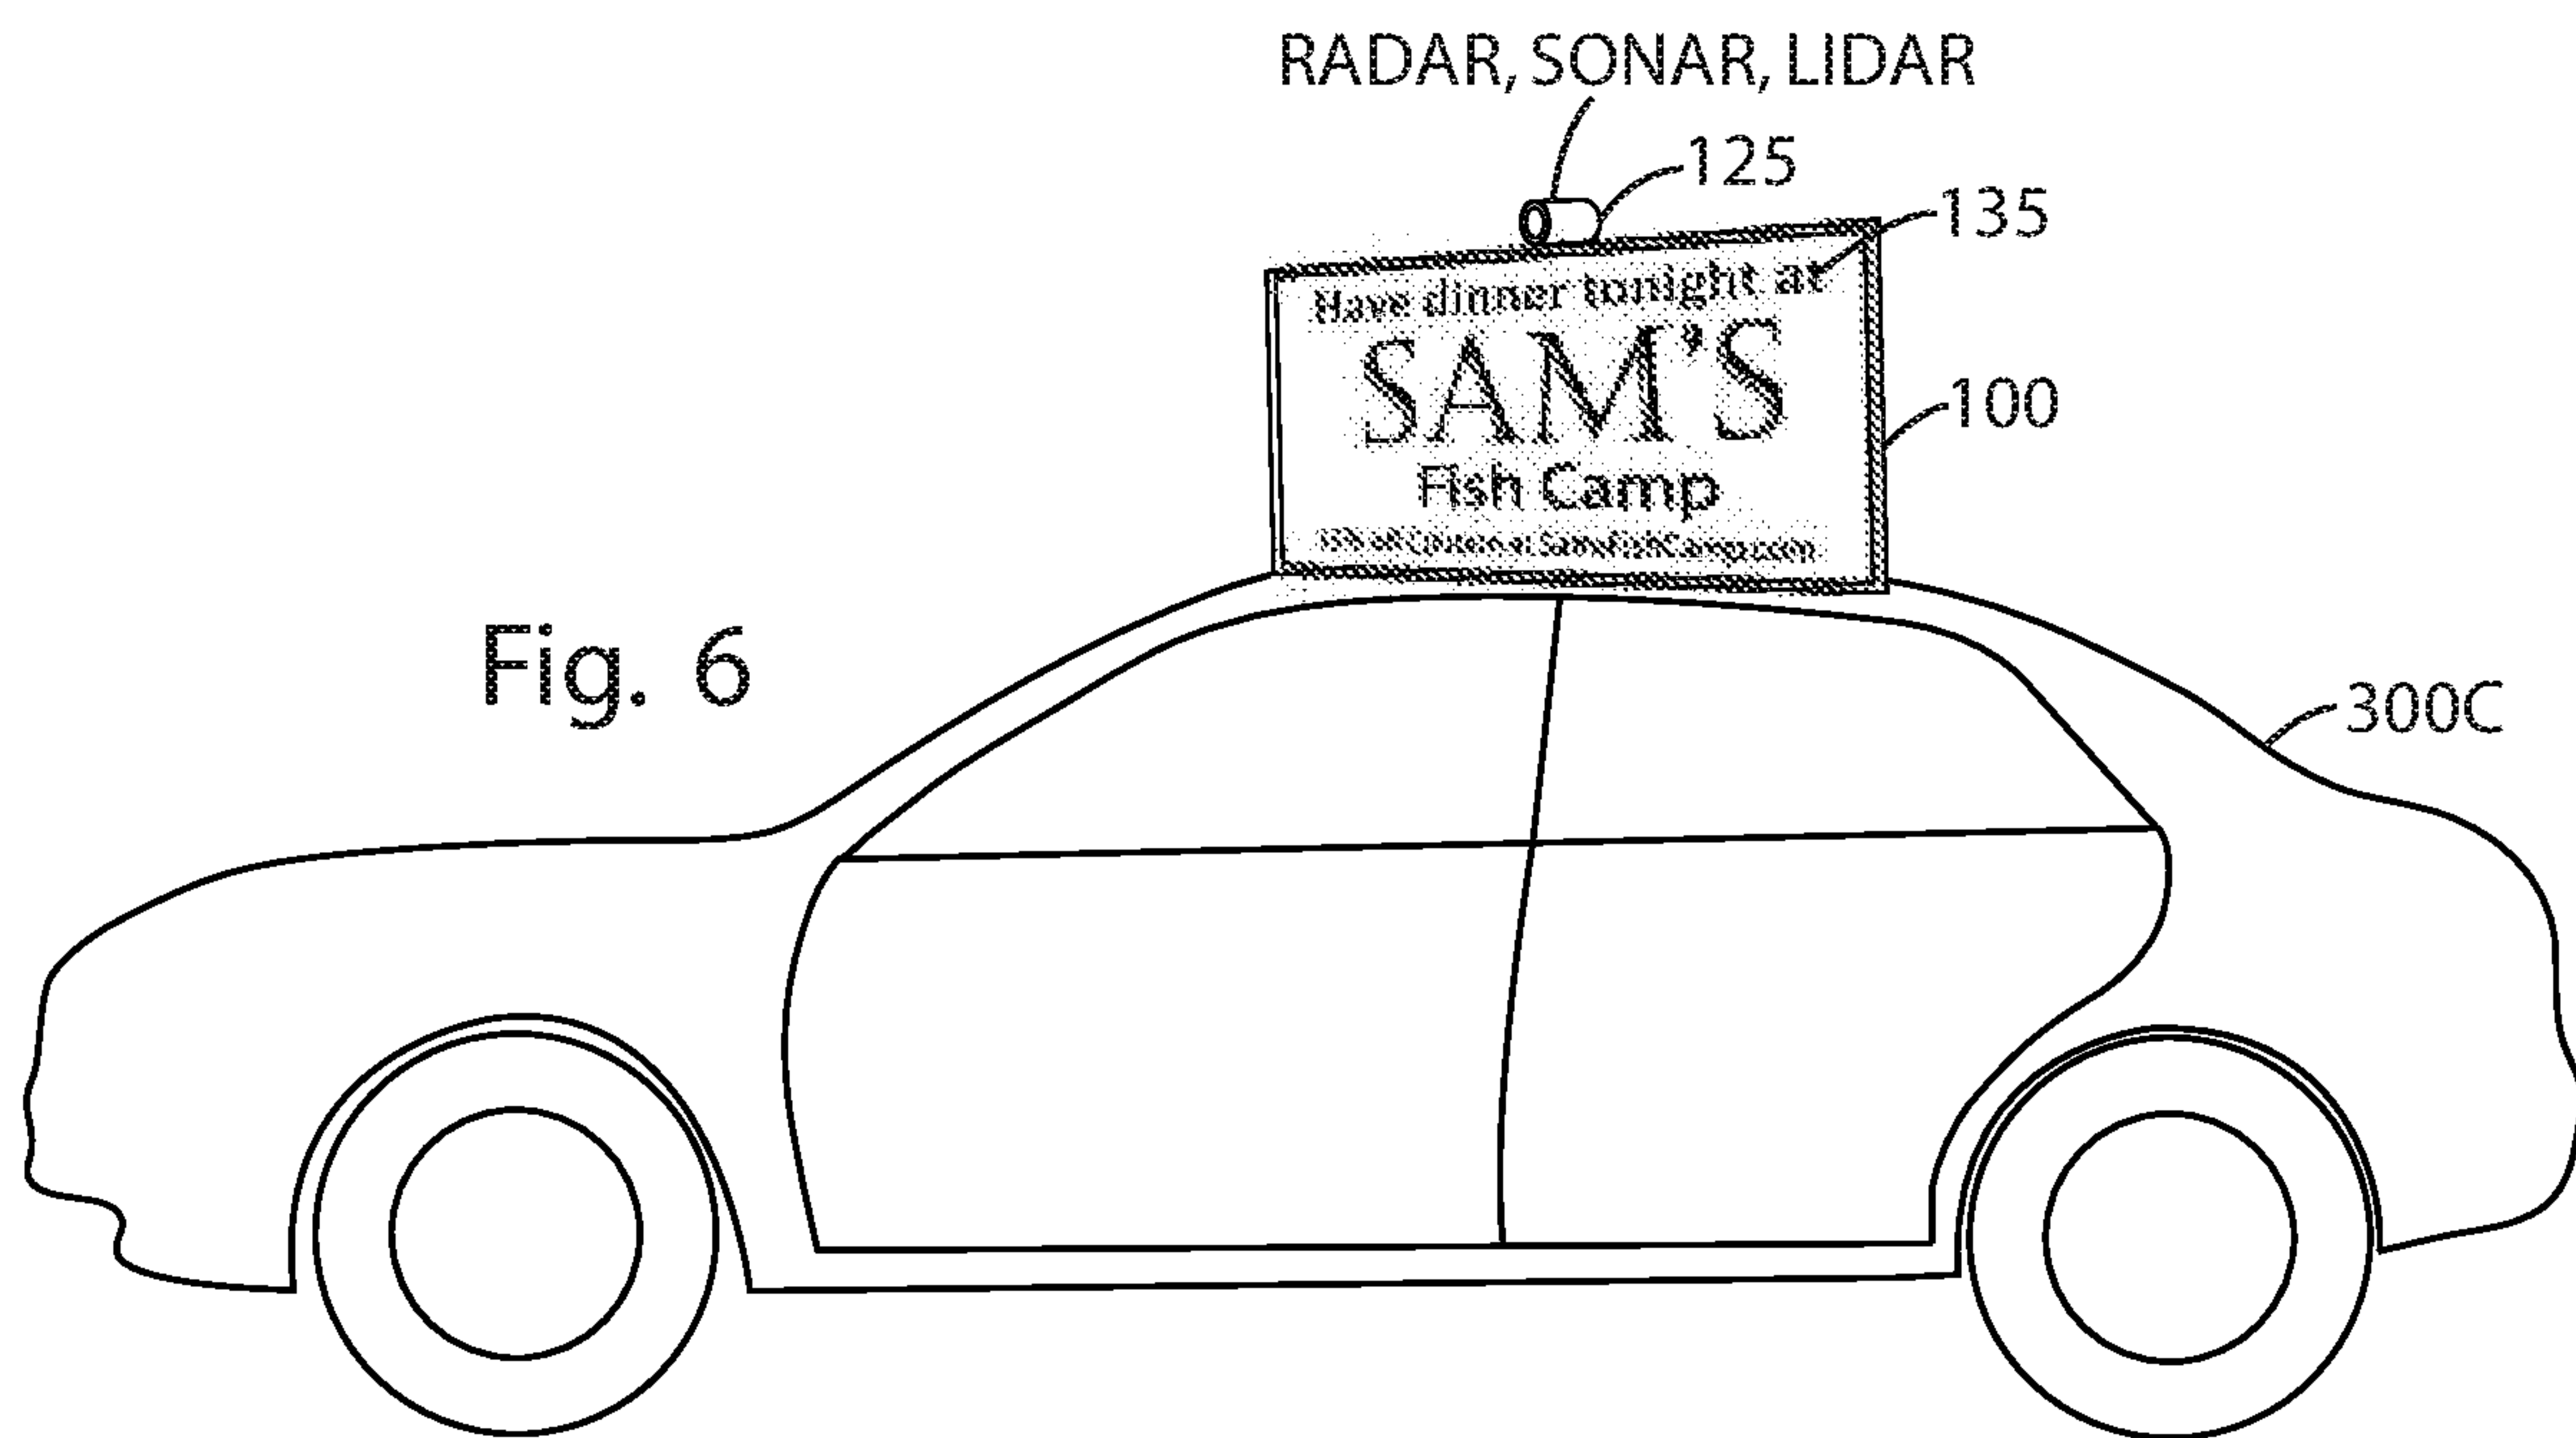 RADAR, SONAR, LIDAR
125
135
Have dinner tonight at
SAM'S
100
Fish Camp
Fig. 6
300C